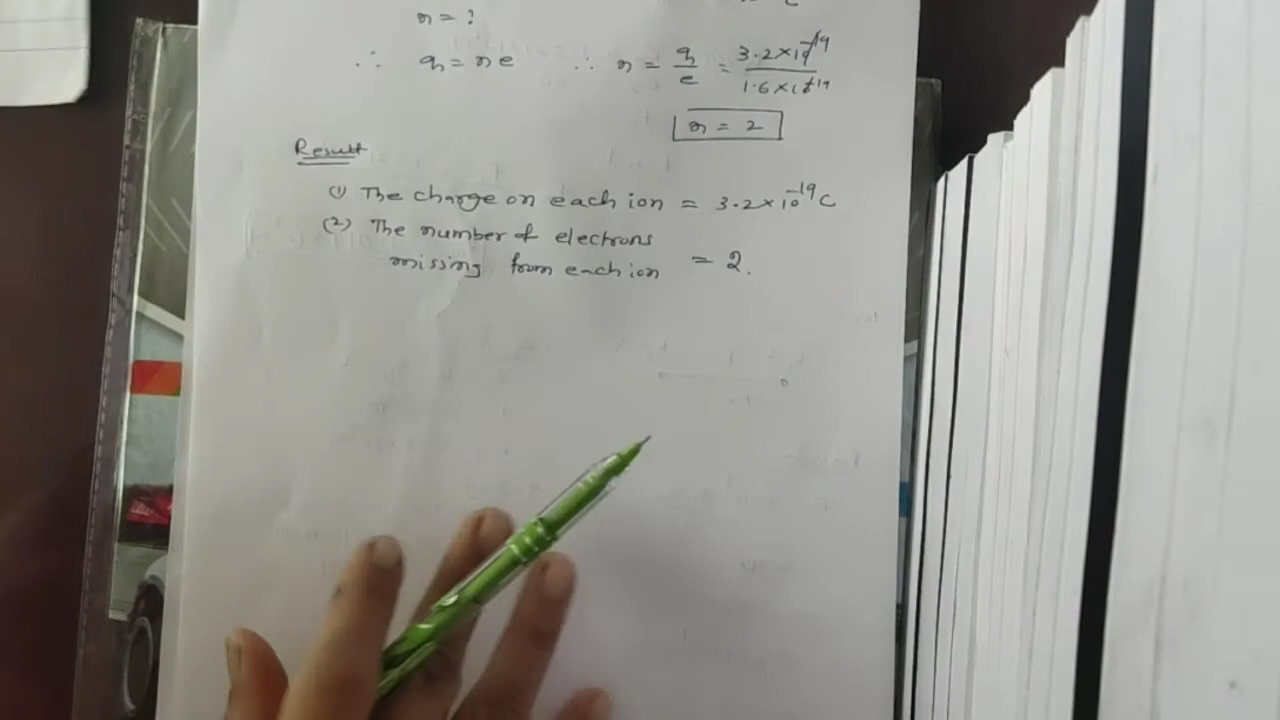 n = ?
∴ q = ne ∴ n = q/e = 3.2×10^-19 / 1.6×10^-19
n = 2
Result
(1) The charge on each ion = 3.2×10^-19 C
(2) The number of electrons
missing from each ion = 2.